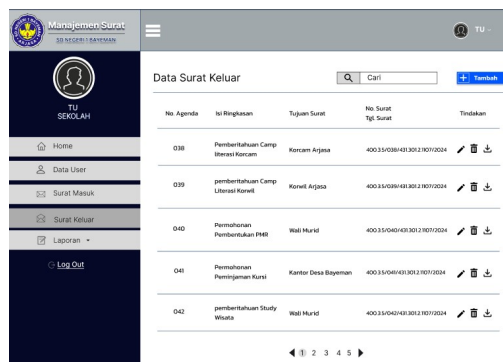 Manajemen Surat
SD NEGERI 1 BAYEMAN
TU
TU
SEKOLAH
Home
Data User
Surat Masuk
Surat Keluar
Laporan
Log Out
Data Surat Keluar
Cari
Tambah
No. Agenda Isi Ringkasan Tujuan Surat No. Surat Tgl. Surat Tindakan
038 Pemberitahuan Camp literasi Korcam Korcam Arjasa 400.3.5/038/431.301.2.1107/2024
039 pemberitahuan Camp Literasi Korwil Korwil Arjasa 400.3.5/039/431.301.2.1107/2024
040 Permohonan Pembentukan PMR Wali Murid 400.3.5/040/431.301.2.1107/2024
041 Permohonan Peminjaman Kursi Kantor Desa Bayeman 400.3.5/041/431.301.2.1107/2024
042 pemberitahuan Study Wisata Wali Murid 400.3.5/042/431.301.2.1107/2024
1 2 3 4 5